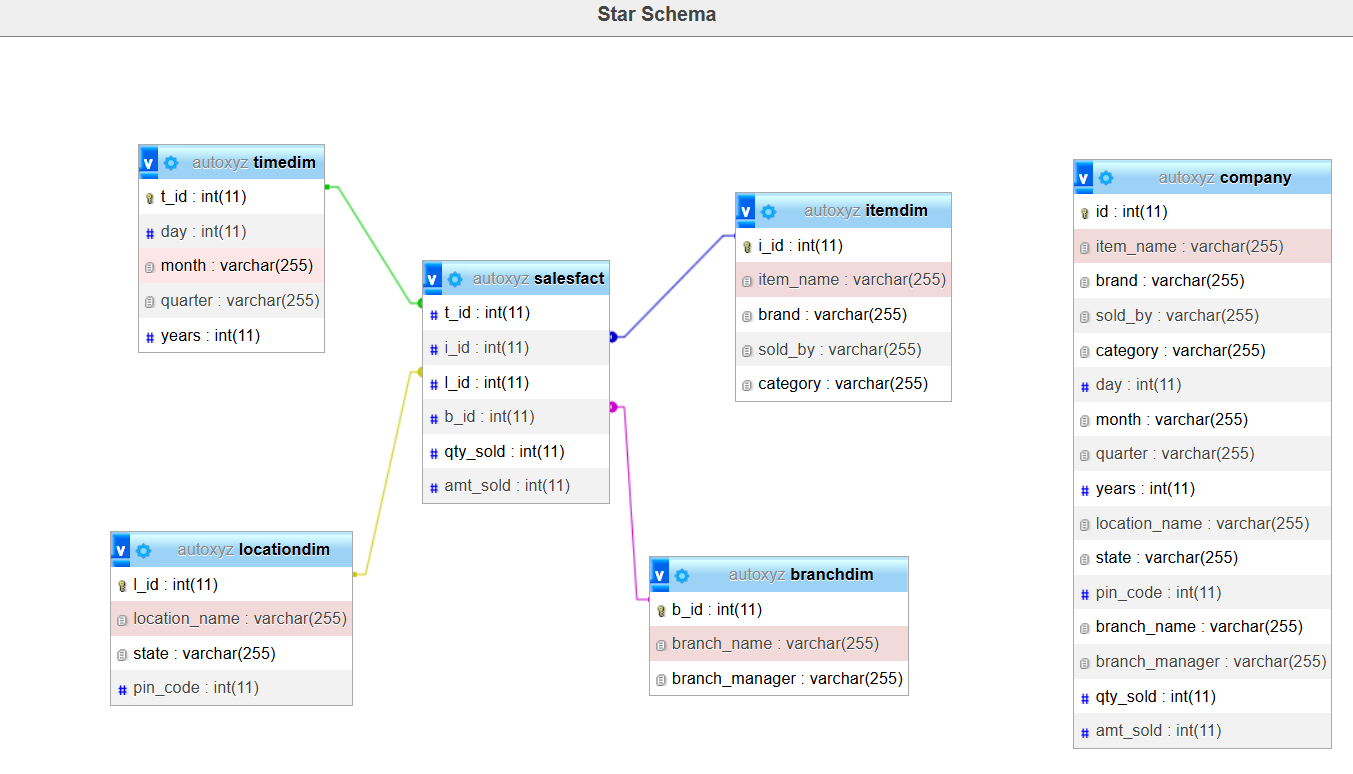 Star Schema
v autoxyz timedim
t_id : int(11)
# day : int(11)
month : varchar(255)
quarter : varchar(255)
# years : int(11)
v autoxyz salesfact
# t_id : int(11)
# i_id : int(11)
# l_id : int(11)
# b_id : int(11)
# qty_sold : int(11)
# amt_sold : int(11)
v autoxyz itemdim
i_id : int(11)
item_name : varchar(255)
brand : varchar(255)
sold_by : varchar(255)
category : varchar(255)
v autoxyz locationdim
l_id : int(11)
location_name : varchar(255)
state : varchar(255)
# pin_code : int(11)
v autoxyz branchdim
b_id : int(11)
branch_name : varchar(255)
branch_manager : varchar(255)
v autoxyz company
id : int(11)
item_name : varchar(255)
brand : varchar(255)
sold_by : varchar(255)
category : varchar(255)
# day : int(11)
month : varchar(255)
quarter : varchar(255)
# years : int(11)
location_name : varchar(255)
state : varchar(255)
# pin_code : int(11)
branch_name : varchar(255)
branch_manager : varchar(255)
# qty_sold : int(11)
# amt_sold : int(11)